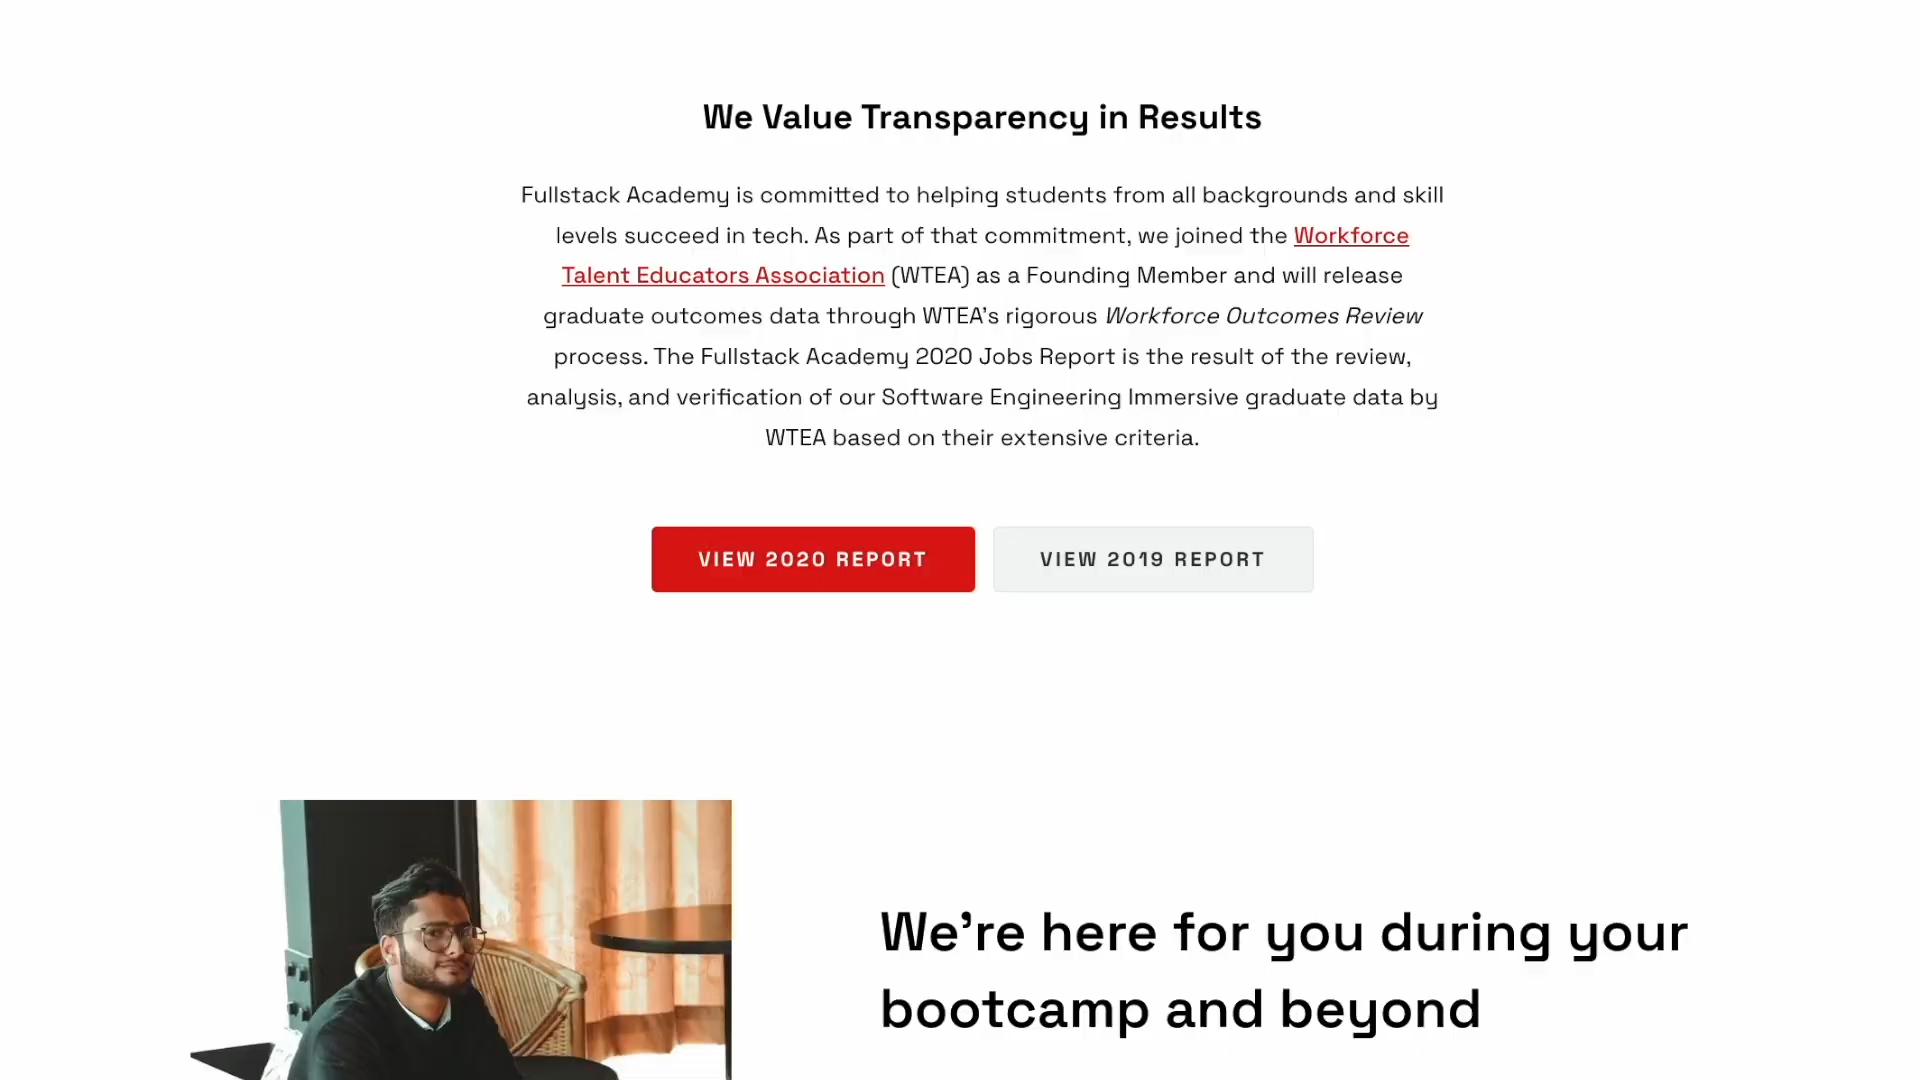 We Value Transparency in Results
Fullstack Academy is committed to helping students from all backgrounds and skill
levels succeed in tech. As part of that commitment, we joined the Workforce
Talent Educators Association (WTEA) as a Founding Member and will release
graduate outcomes data through WTEA’s rigorous Workforce Outcomes Review
process. The Fullstack Academy 2020 Jobs Report is the result of the review,
analysis, and verification of our Software Engineering Immersive graduate data by
WTEA based on their extensive criteria.
VIEW 2020 REPORT
VIEW 2019 REPORT
We’re here for you during your
bootcamp and beyond